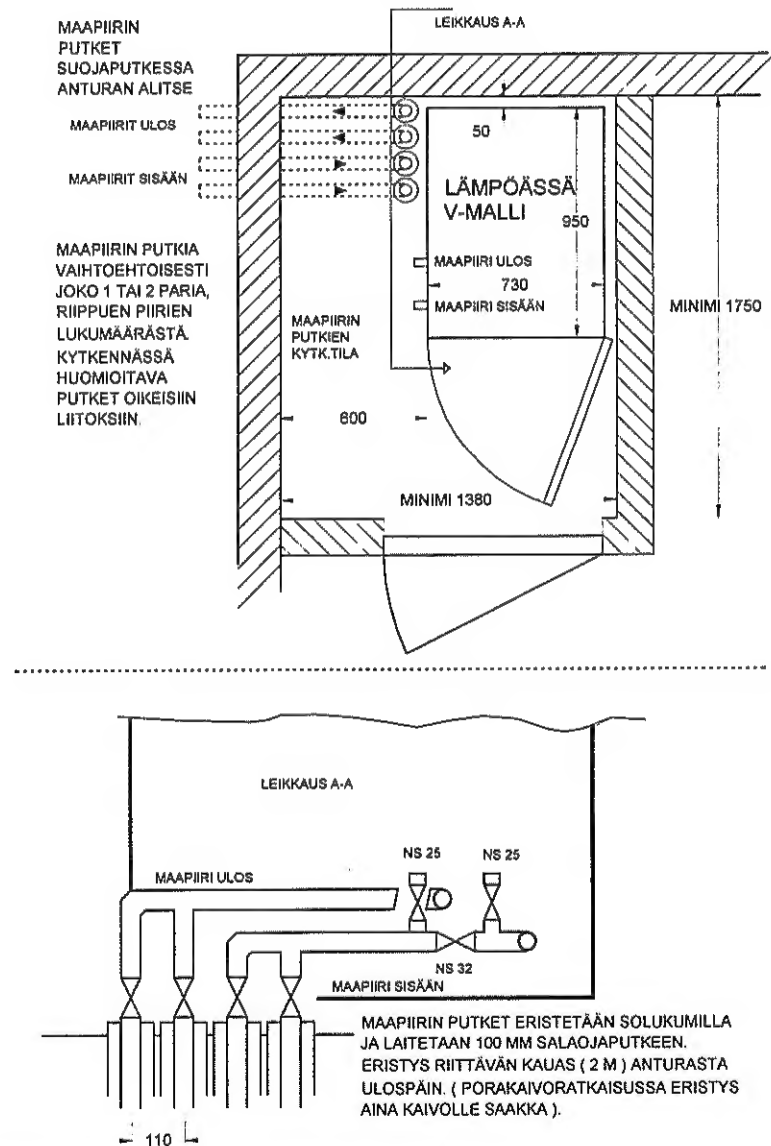 MAAPIIRIN
PUTKET
SUOJAPUTKESSA
ANTURAN ALITSE
LEIKKAUS A-A
MAAPIIRIT ULOS
MAAPIIRIT SISÄÄN
50
LÄMPÖÄSSÄ
V-MALLI
950
MAAPIIRI ULOS
730
MAAPIIRI SISÄÄN
MINIMI 1750
MAAPIIRIN PUTKIA
VAIHTOEHTOISESTI
JOKO 1 TAI 2 PARIA,
RIIPPUEN PIIRIEN
LUKUMÄÄRÄSTÄ.
KYTKENNÄSSÄ
HUOMIOITAVA
PUTKET OIKEISIIN
LIITOKSIIN.
MAAPIIRIN
PUTKIEN
KYTK.TILA
600
MINIMI 1380
LEIKKAUS A-A
NS 25
NS 25
MAAPIIRI ULOS
NS 32
MAAPIIRI SISÄÄN
MAAPIIRIN PUTKET ERISTETÄÄN SOLUKUMILLA
JA LAITETAAN 100 MM SALAOJAPUTKEEN.
ERISTYS RIITTÄVÄN KAUAS ( 2 M ) ANTURASTA
ULOSPÄIN. ( PORAKAIVORATKAISUSSA ERISTYS
AINA KAIVOLLE SAAKKA ).
110